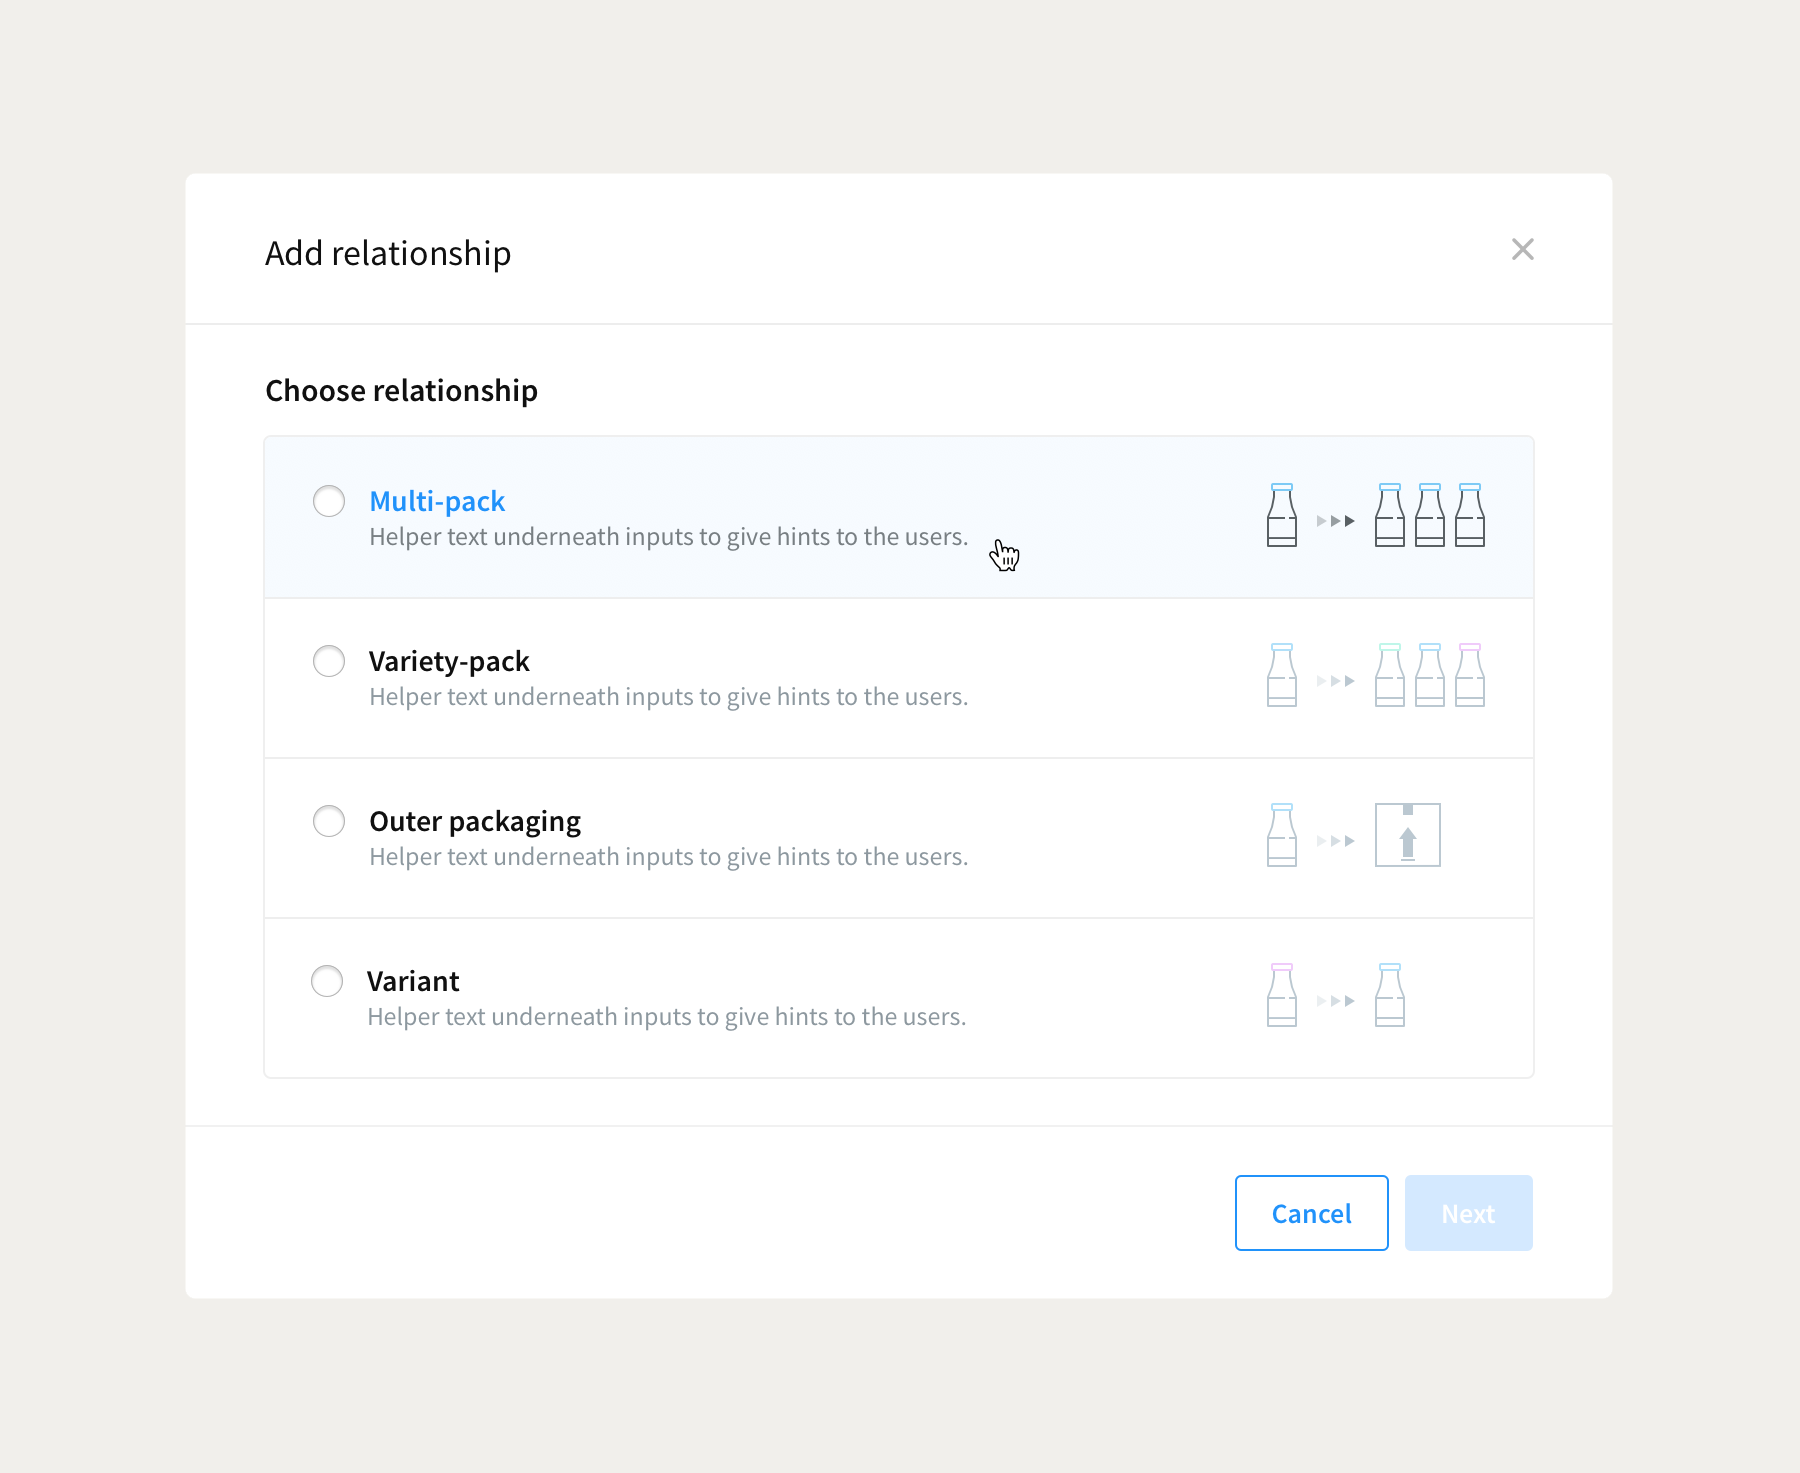 Add relationship
Choose relationship
Multi-pack
Helper text underneath inputs to give hints to the users.
Variety-pack
Helper text underneath inputs to give hints to the users.
Outer packaging
Helper text underneath inputs to give hints to the users.
Variant
Helper text underneath inputs to give hints to the users.
Cancel
Next